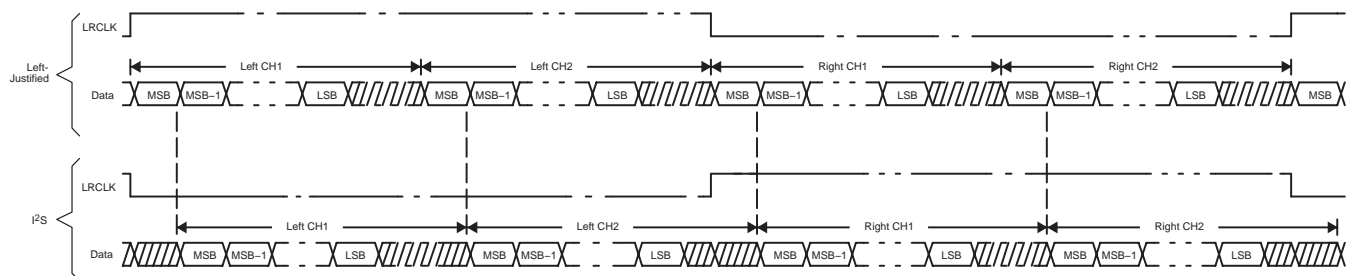 LRCLK
Left-
Justified
Left CH1 Left CH2 Right CH1 Right CH2
Data MSB MSB–1 LSB MSB MSB–1 LSB MSB MSB–1 LSB MSB MSB–1 LSB MSB
LRCLK
I2S
Left CH1 Left CH2 Right CH1 Right CH2
Data MSB MSB–1 LSB MSB MSB–1 LSB MSB MSB–1 LSB MSB MSB–1 LSB